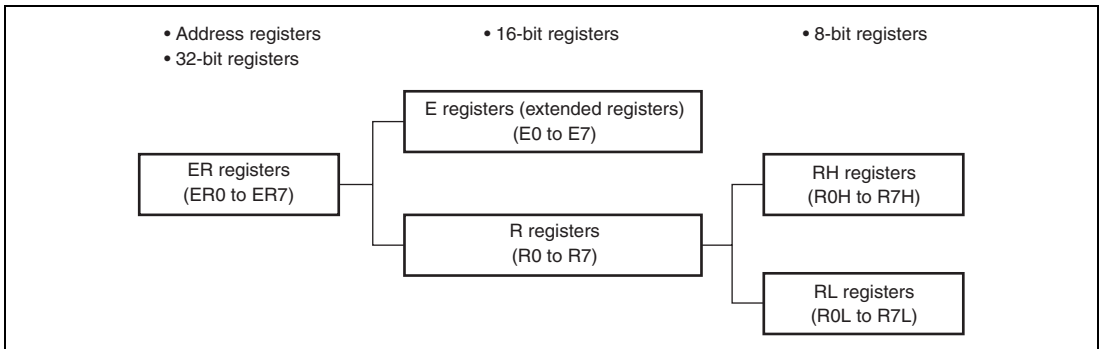 • Address registers
• 32-bit registers
• 16-bit registers
• 8-bit registers
E registers (extended registers)
(E0 to E7)
ER registers
(ER0 to ER7)
RH registers
(R0H to R7H)
R registers
(R0 to R7)
RL registers
(R0L to R7L)